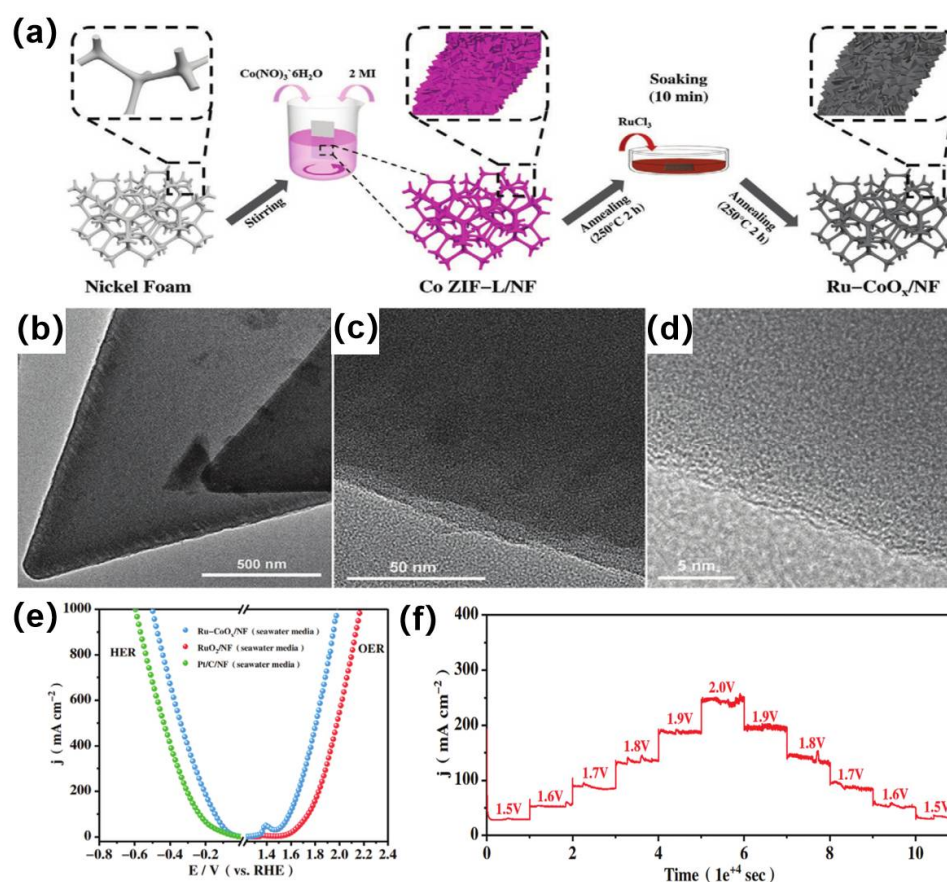 (a)
Co(NO)₃·6H₂O
2 MI
Soaking
(10 min)
RuCl₃
Stirring
Annealing
(250°C 2 h)
Annealing
(250°C 2 h)
Nickel Foam
Co ZIF-L/NF
Ru-CoOₓ/NF
(b)
500 nm
(c)
50 nm
(d)
5 nm
(e)
j ( mA cm⁻² )
1000
800
600
400
200
0
HER
OER
Ru-CoOₓ/NF ( seawater media )
RuO₂/NF ( seawater media )
Pt/C/NF ( seawater media )
-0.8 -0.6 -0.4 -0.2 1.4 1.6 1.8 2.0 2.2 2.4
E / V ( vs. RHE )
(f)
j ( mA cm⁻² )
400
300
200
100
0
1.5V
1.6V
1.7V
1.8V
1.9V
2.0V
1.9V
1.8V
1.7V
1.6V
1.5V
0 2 4 6 8 10
Time ( 1e⁺⁴ sec )